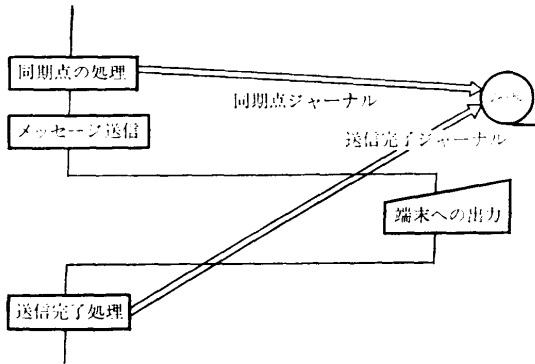 同期点の処理
同期点ジャーナル
メッセージ送信
送信完了ジャーナル
端末への出力
送信完了処理